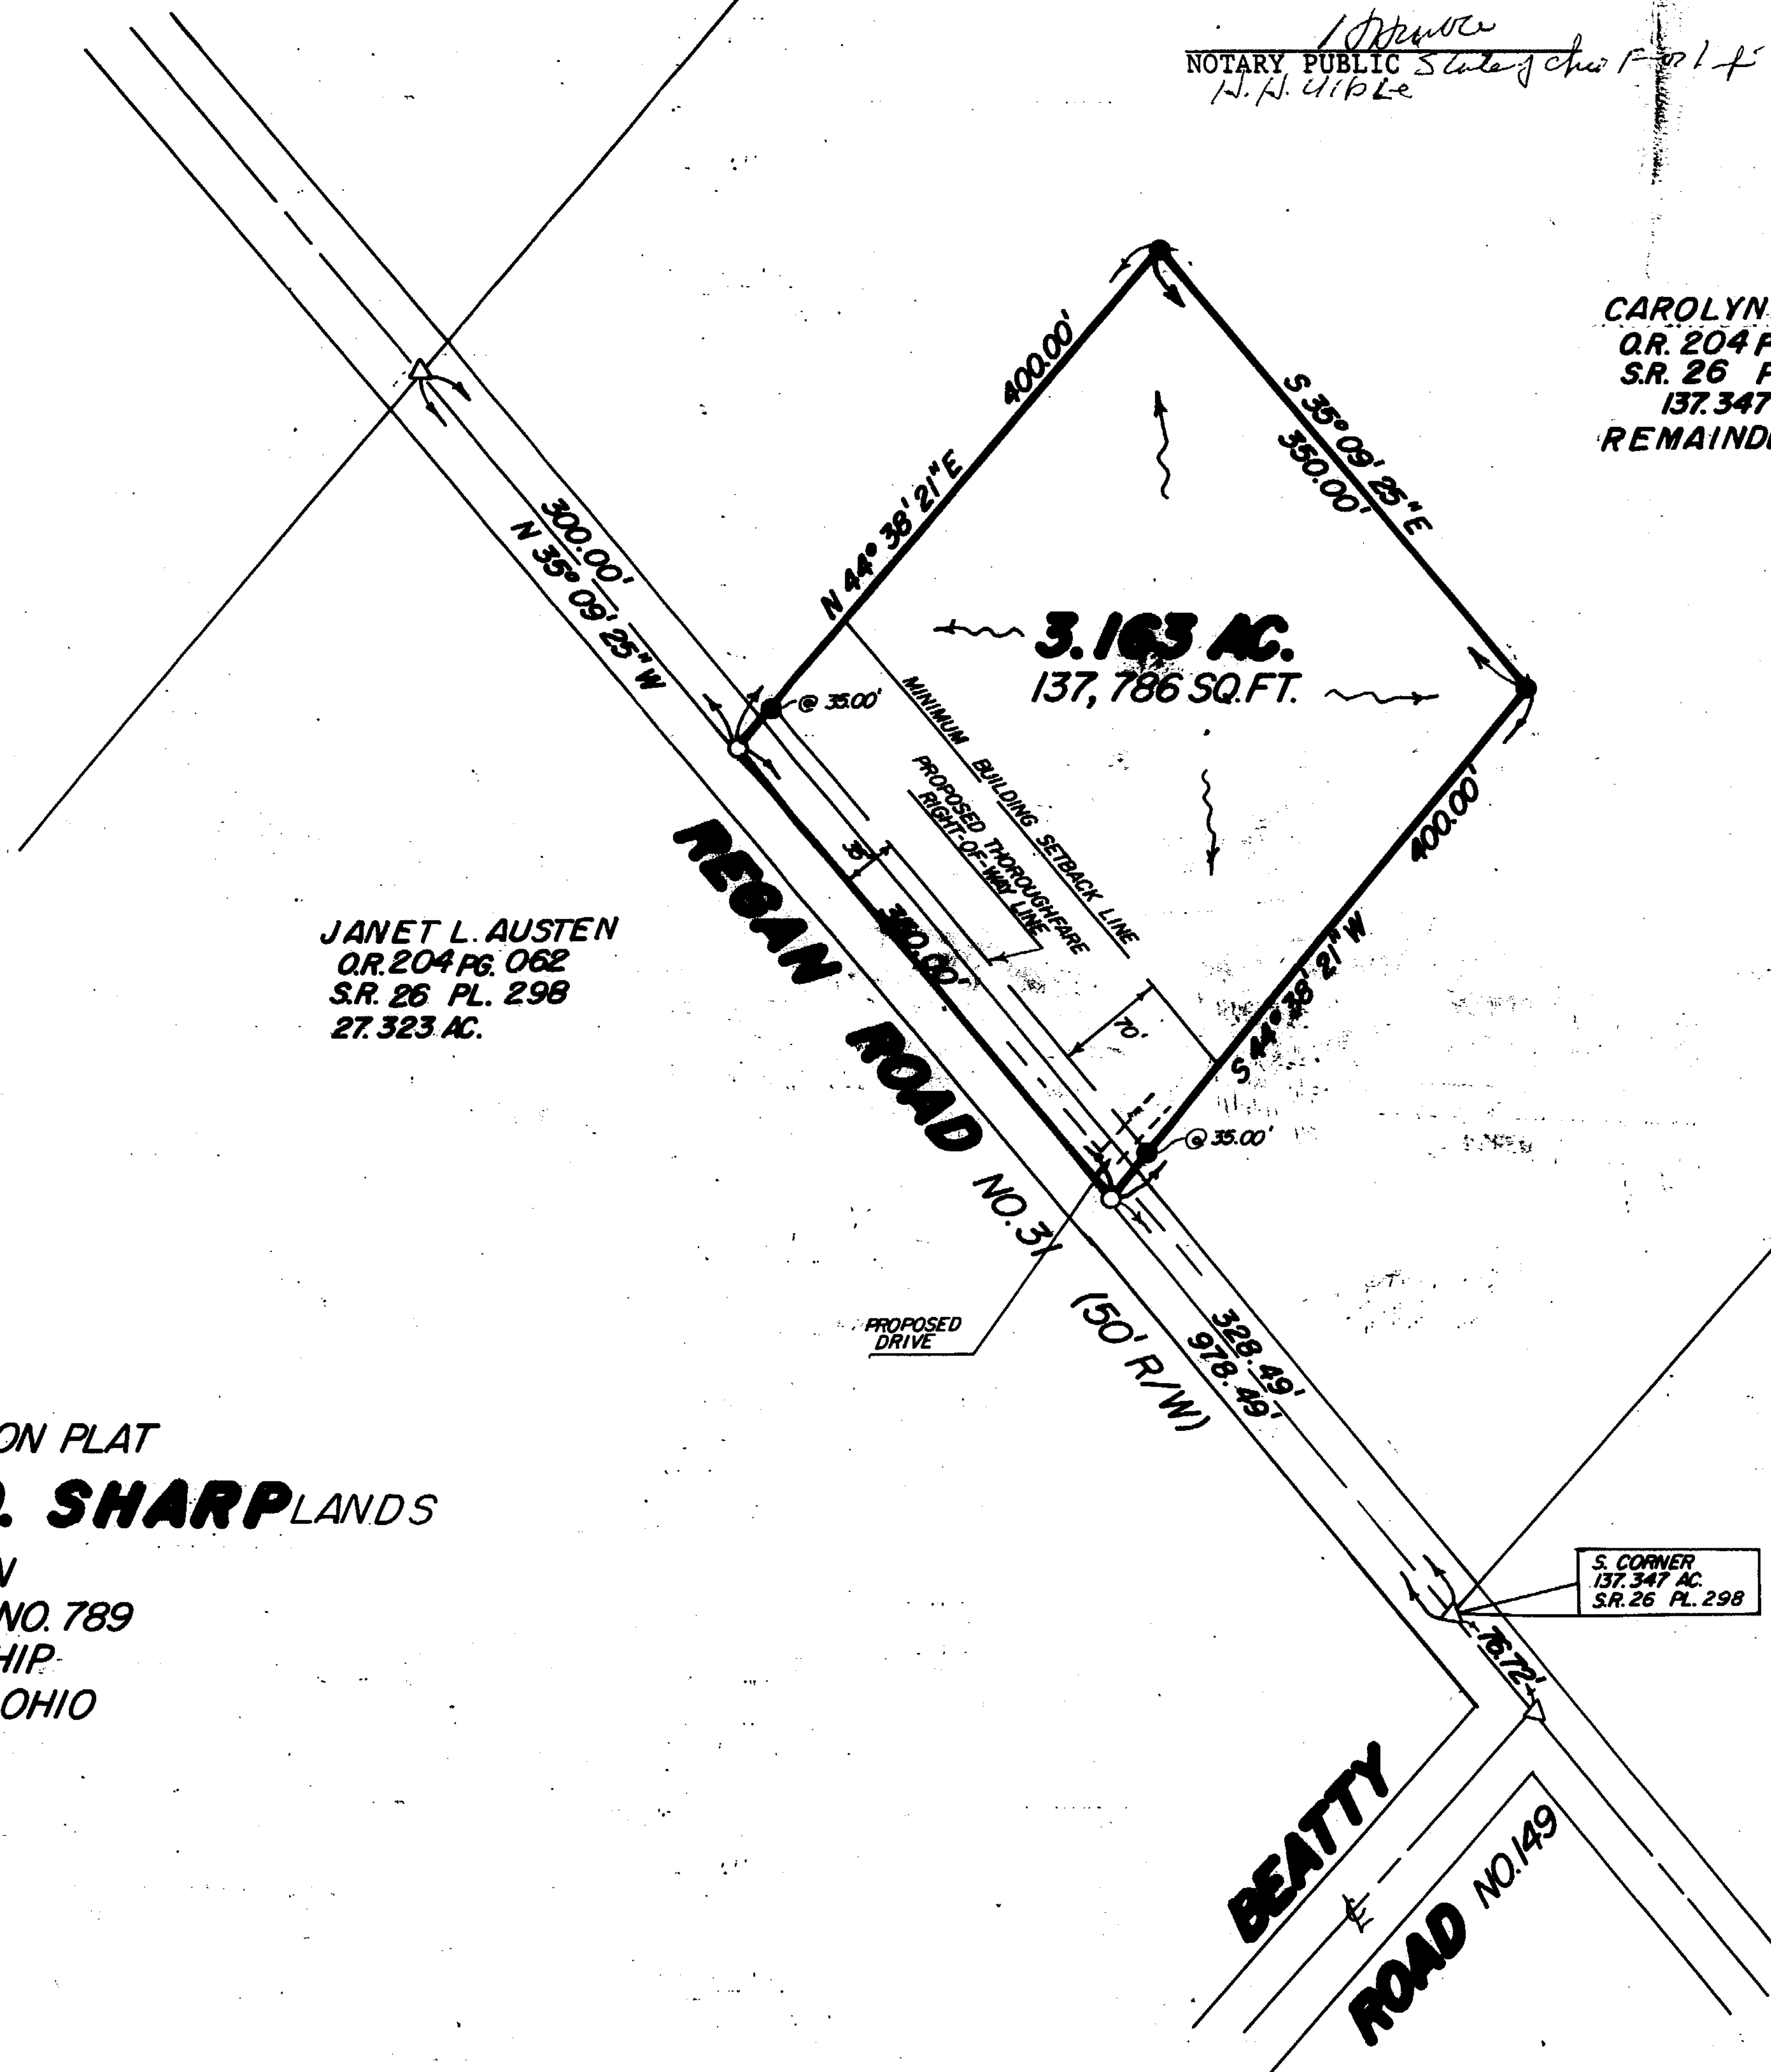 NOTARY PUBLIC State of Ohio
CAROLYN
O.R. 204 P
S.R. 26 P
137.347
REMAIND
400.00'
N 44° 38' 21" E
S 35° 09' 25" E
350.00'
300.00'
N 35° 09' 25" W
3.163 AC.
137,786 SQ.FT.
@ 35.00'
MINIMUM BUILDING SETBACK LINE
PROPOSED THOROUGHFARE
RIGHT-OF-WAY LINE
400.00'
S 44° 38' 21" W
35'
350.00'
70'
@ 35.00'
JANET L. AUSTEN
O.R. 204 PG. 062
S.R. 26 PL. 298
27.323 AC.
REGAN ROAD NO. 31
(50' R/W)
PROPOSED
DRIVE
328.49'
978.49'
ON PLAT
. SHARP LANDS
NO. 789
HIP
OHIO
S. CORNER
137.347 AC.
S.R. 26 PL. 298
76.72'
BEATTY
ROAD NO. 149